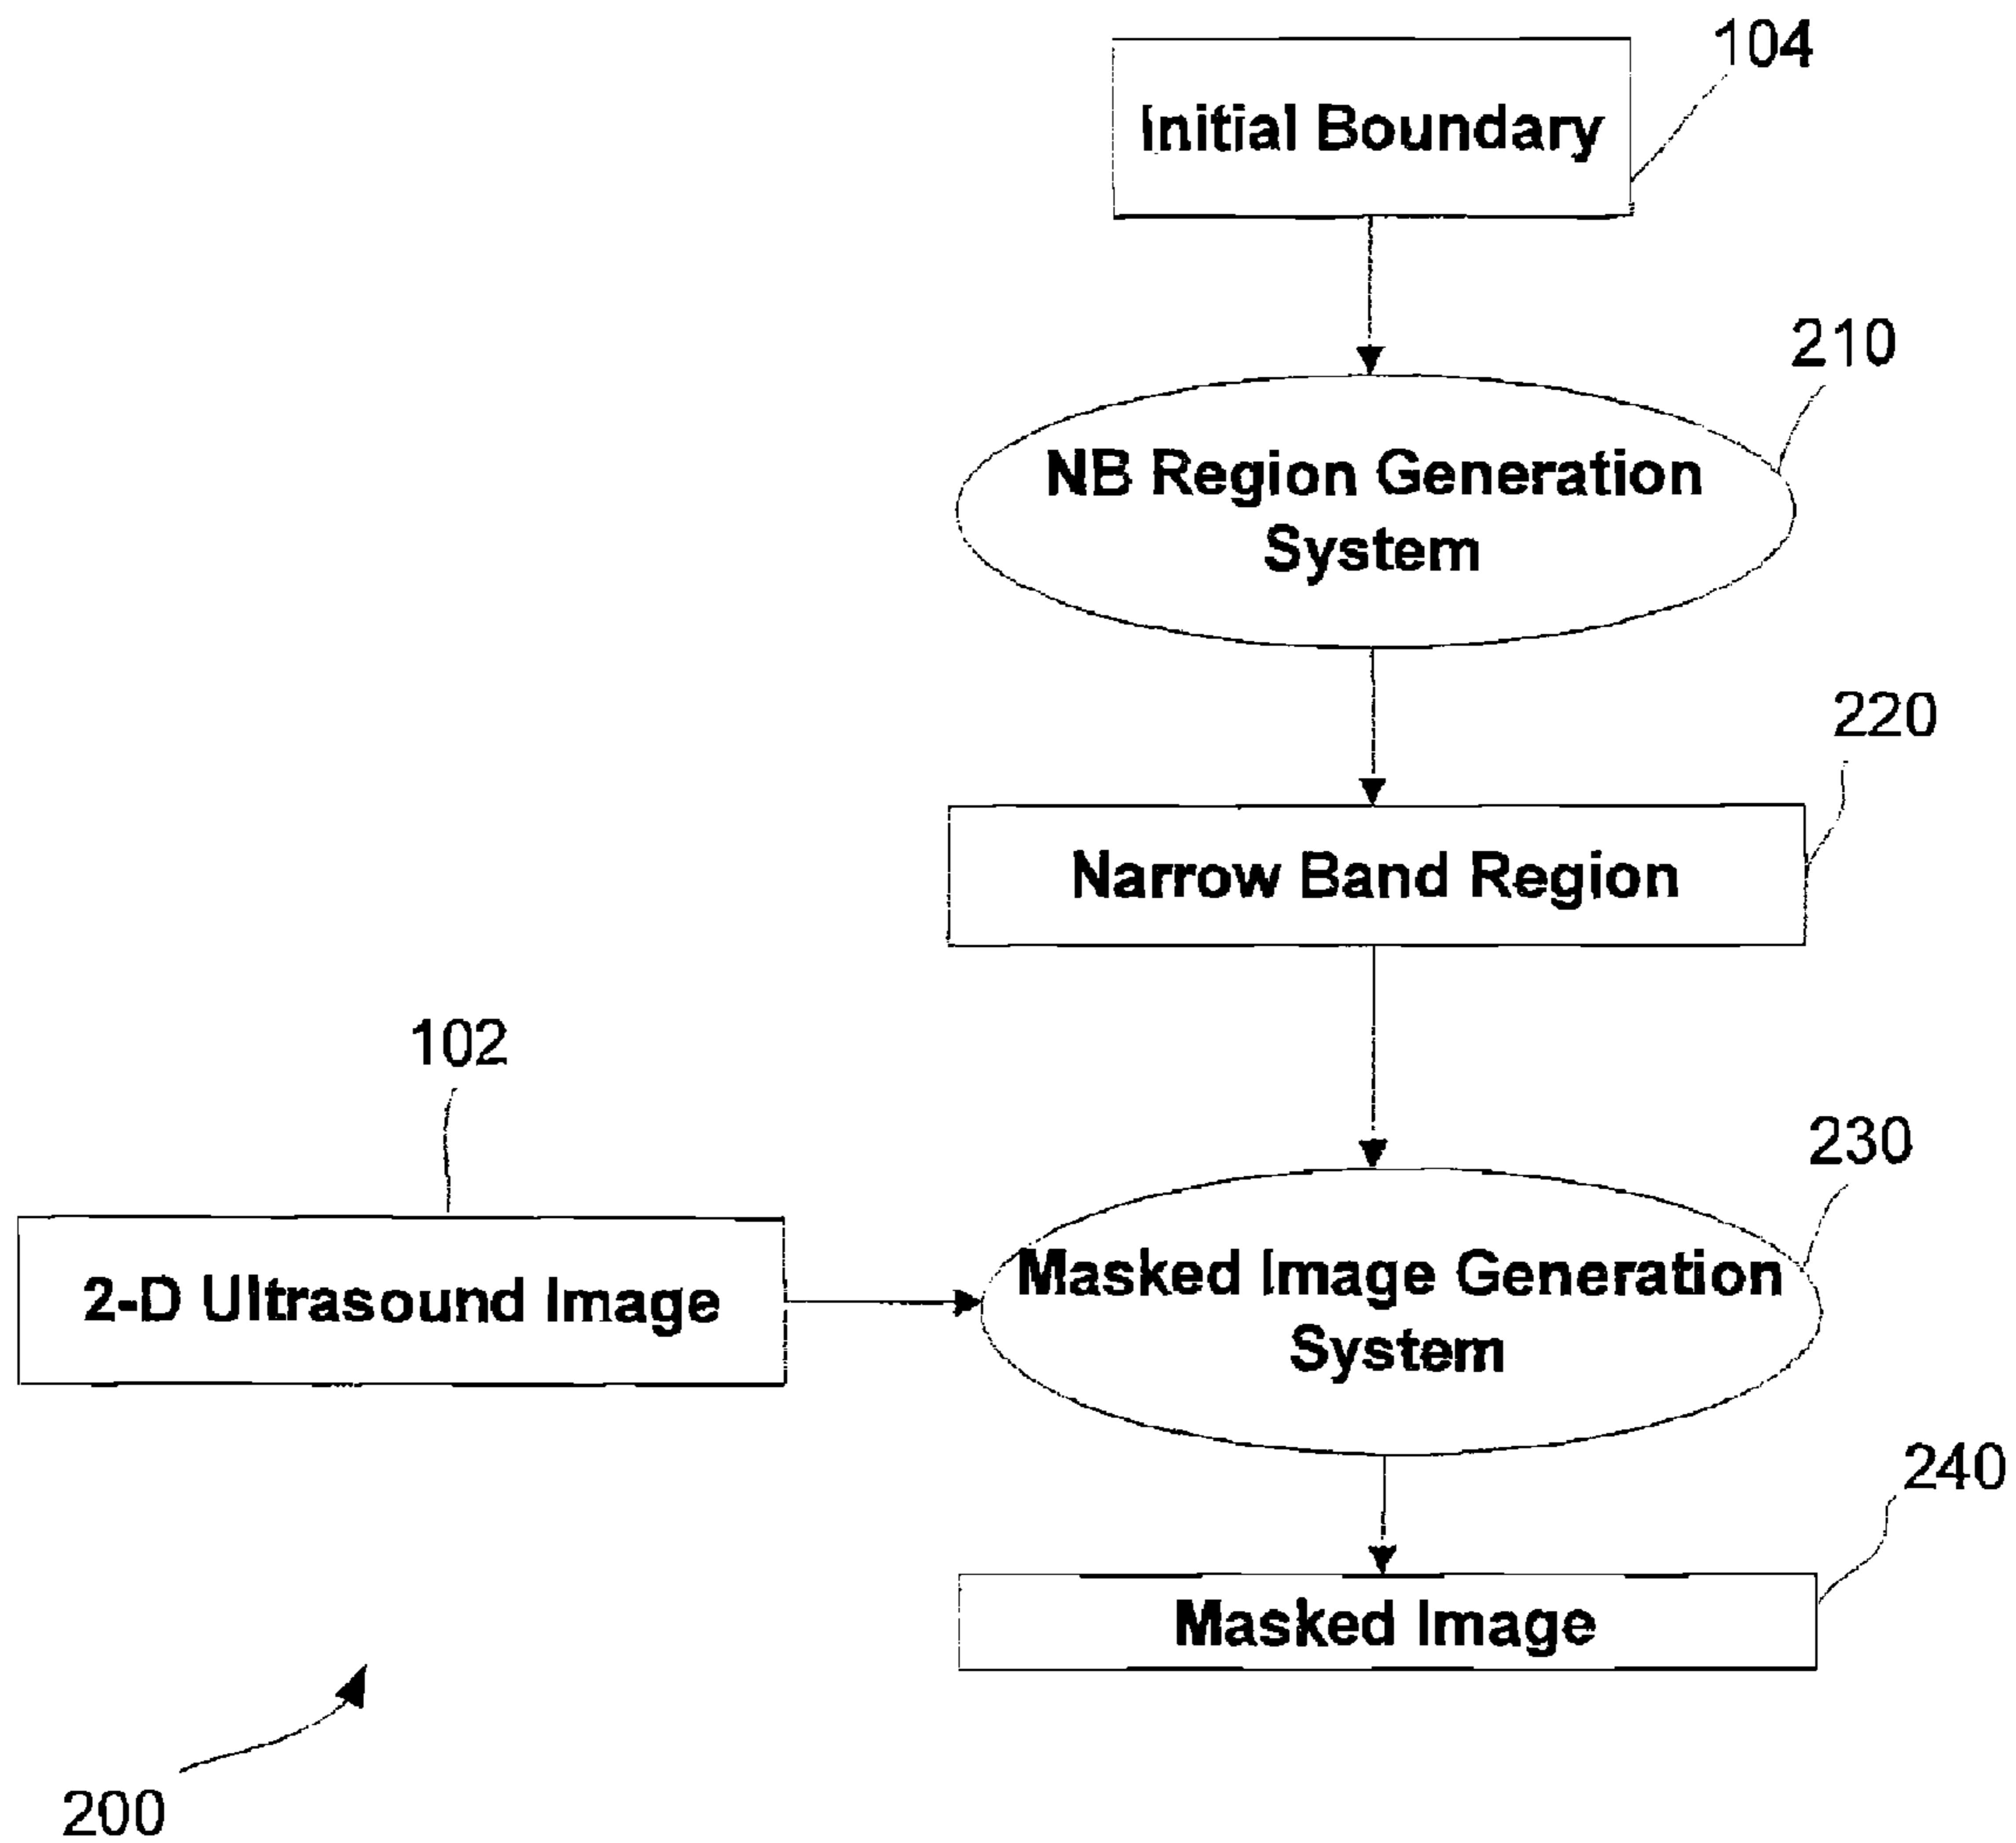 104
Initial Boundary
210
NB Region Generation
System
220
Narrow Band Region
102
230
2-D Ultrasound Image
Masked Image Generation
System
240
Masked Image
200